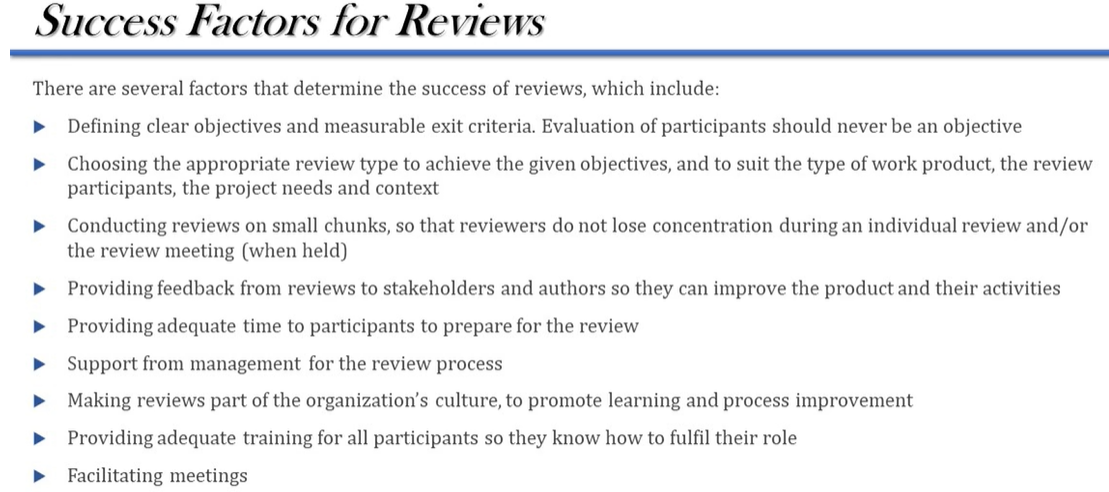 Success Factors for Reviews
There are several factors that determine the success of reviews, which include:
Defining clear objectives and measurable exit criteria. Evaluation of participants should never be an objective
Choosing the appropriate review type to achieve the given objectives, and to suit the type of work product, the review
participants, the project needs and context
Conducting reviews on small chunks, so that reviewers do not lose concentration during an individual review and/or
the review meeting (when held)
Providing feedback from reviews to stakeholders and authors so they can improve the product and their activities
Providing adequate time to participants to prepare for the review
Support from management for the review process
Making reviews part of the organization's culture, to promote learning and process improvement
Providing adequate training for all participants so they know how to fulfil their role
Facilitating meetings